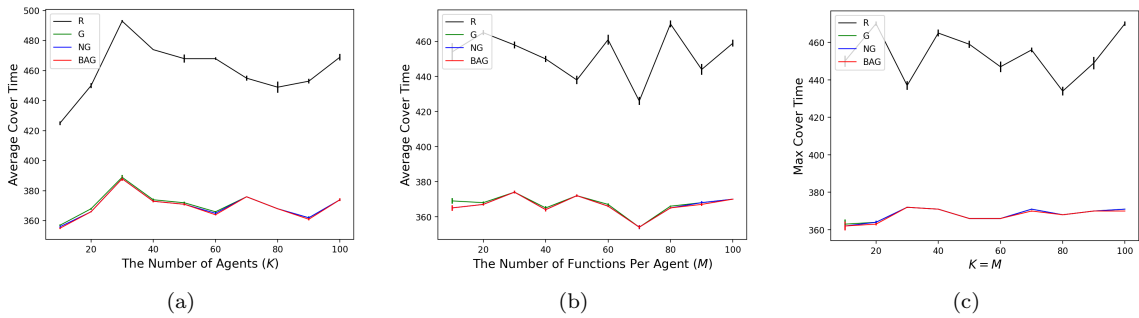 R
G
NG
BAG
500
480
460
440
420
400
380
360
20
40
60
80
100
Average Cover Time
The Number of Agents (K)
(a)
R
G
NG
BAG
460
440
420
400
380
360
20
40
60
80
100
Average Cover Time
The Number of Functions Per Agent (M)
(b)
R
G
NG
BAG
460
440
420
400
380
360
20
40
60
80
100
Max Cover Time
K = M
(c)